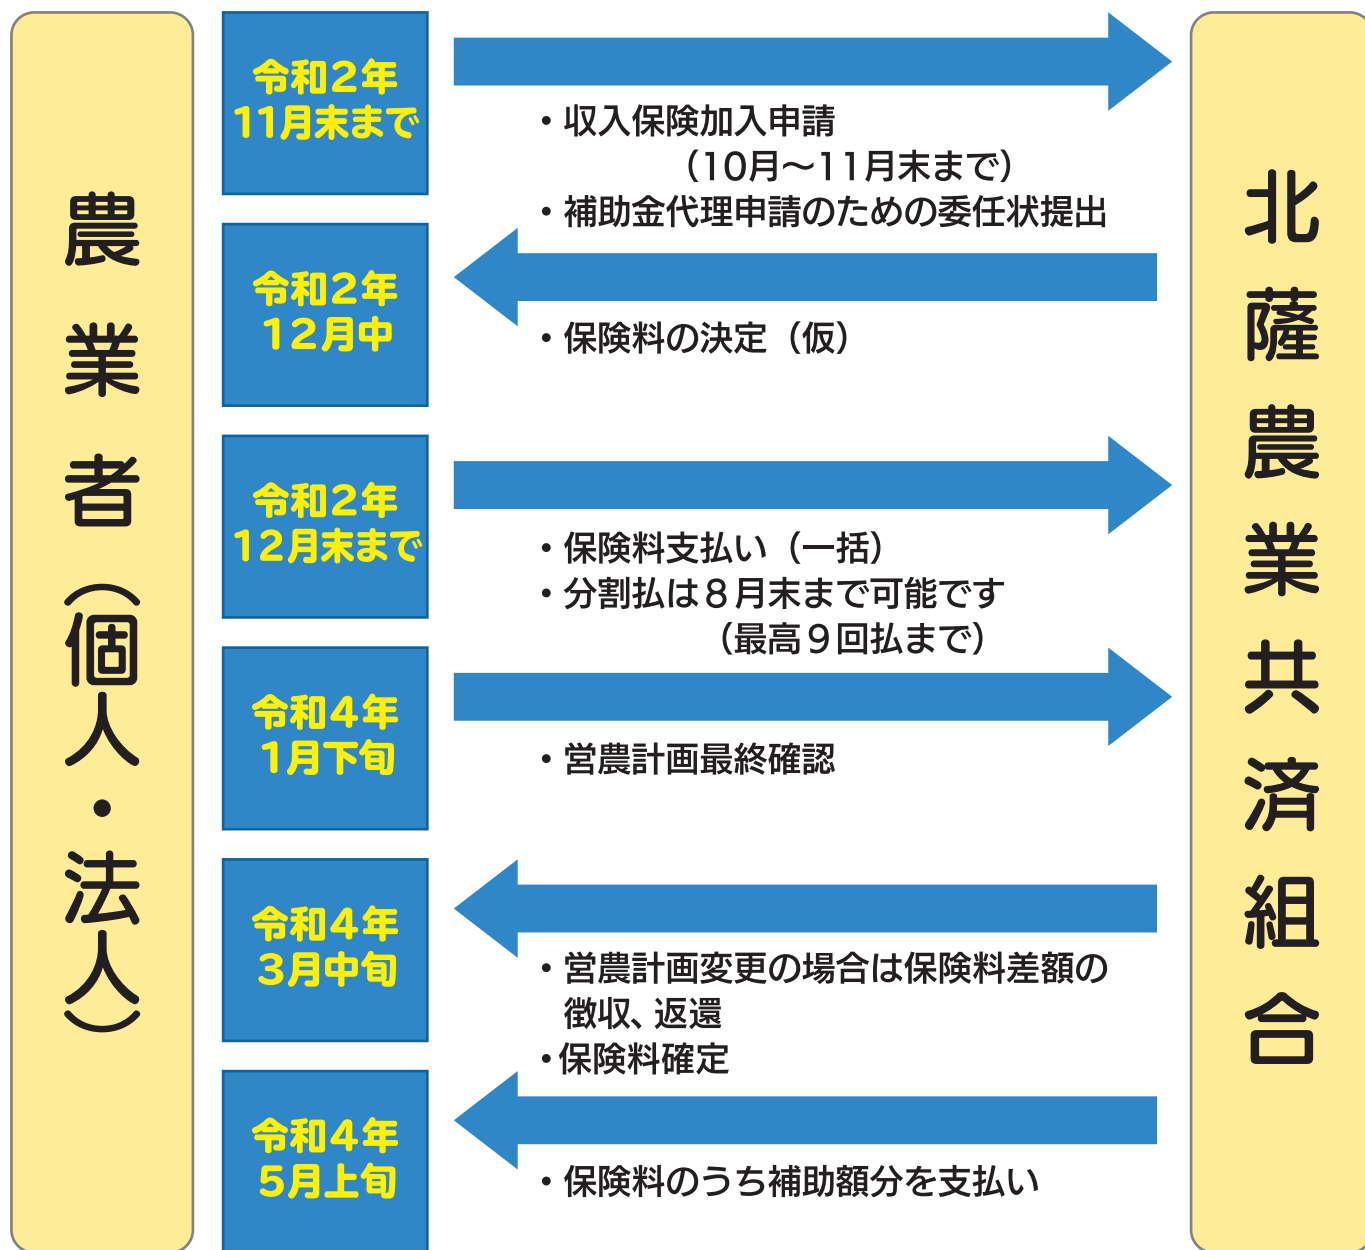 農業者（個人・法人）
令和２年
11月末まで
・収入保険加入申請
（10月～11月末まで）
・補助金代理申請のための委任状提出
令和２年
12月中
・保険料の決定（仮）
令和２年
12月末まで
・保険料支払い（一括）
・分割払は８月末まで可能です
（最高９回払まで）
令和４年
1月下旬
・営農計画最終確認
令和４年
3月中旬
・営農計画変更の場合は保険料差額の
徴収、返還
・保険料確定
令和４年
5月上旬
・保険料のうち補助額分を支払い
北薩農業共済組合